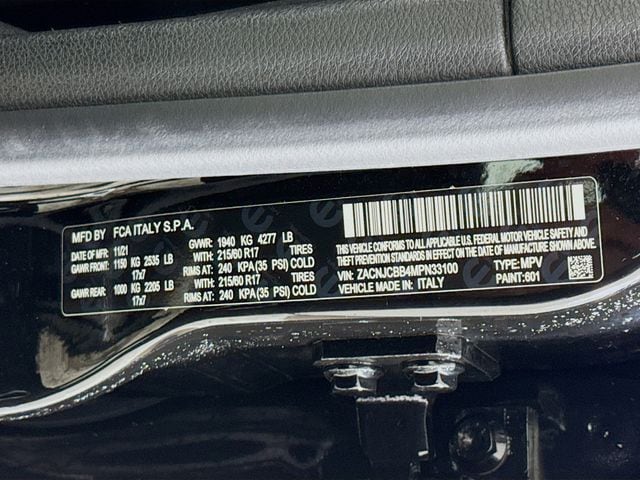 MFD BY FCA ITALY S.P.A.
DATE OF MFR: 11/21 GVWR: 1940 KG 4277 LB
GAWR FRONT: 1150 KG 2535 LB WITH: 215/60 R17 TIRES
17x7 RIMS AT: 240 KPA(35 PSI) COLD
GAWR REAR: 1000 KG 2205 LB WITH: 215/60 R17 TIRES
17x7 RIMS AT: 240 KPA(35 PSI) COLD
THIS VEHICLE CONFORMS TO ALL APPLICABLE FEDERAL MOTOR VEHICLE SAFETY,
BUMPER AND THEFT PREVENTION STANDARDS IN EFFECT ON THE DATE OF MANUFACTURE SHOWN ABOVE.
VIN: ZACNJCBB4MPN33100 TYPE: MPV
VEHICLE MADE IN: ITALY PAINT: 601